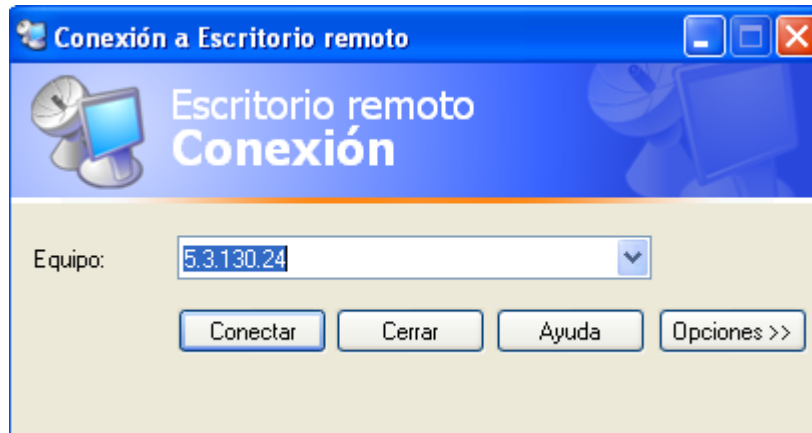 Conexión a Escritorio remoto
Escritorio remoto
Conexión
Equipo: 5.3.130.24
Conectar Cerrar Ayuda Opciones >>